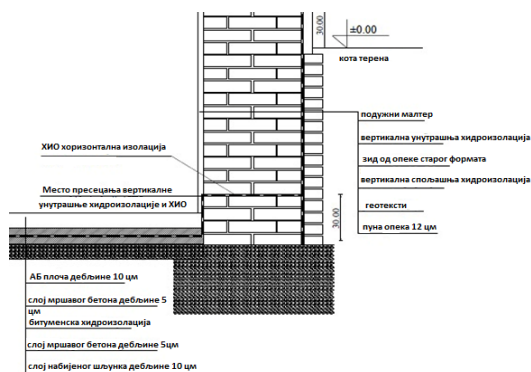 30.00
±0.00
кота терена
подужни малтер
ХИО хоризонтална изолација
вертикална унутрашња хидроизолација
зид од опеке старог формата
вертикална спољашња хидроизолација
Место пресецања вертикалне
унутрашње хидроизолације и ХИО
геотексти
30.00
пуна опека 12 цм
АБ плоча дебљине 10 цм
слој мршавог бетона дебљине 5
цм
битуменска хидроизолација
слој мршавог бетона дебљине 5цм
слој набијеног шљунка дебљине 10 цм